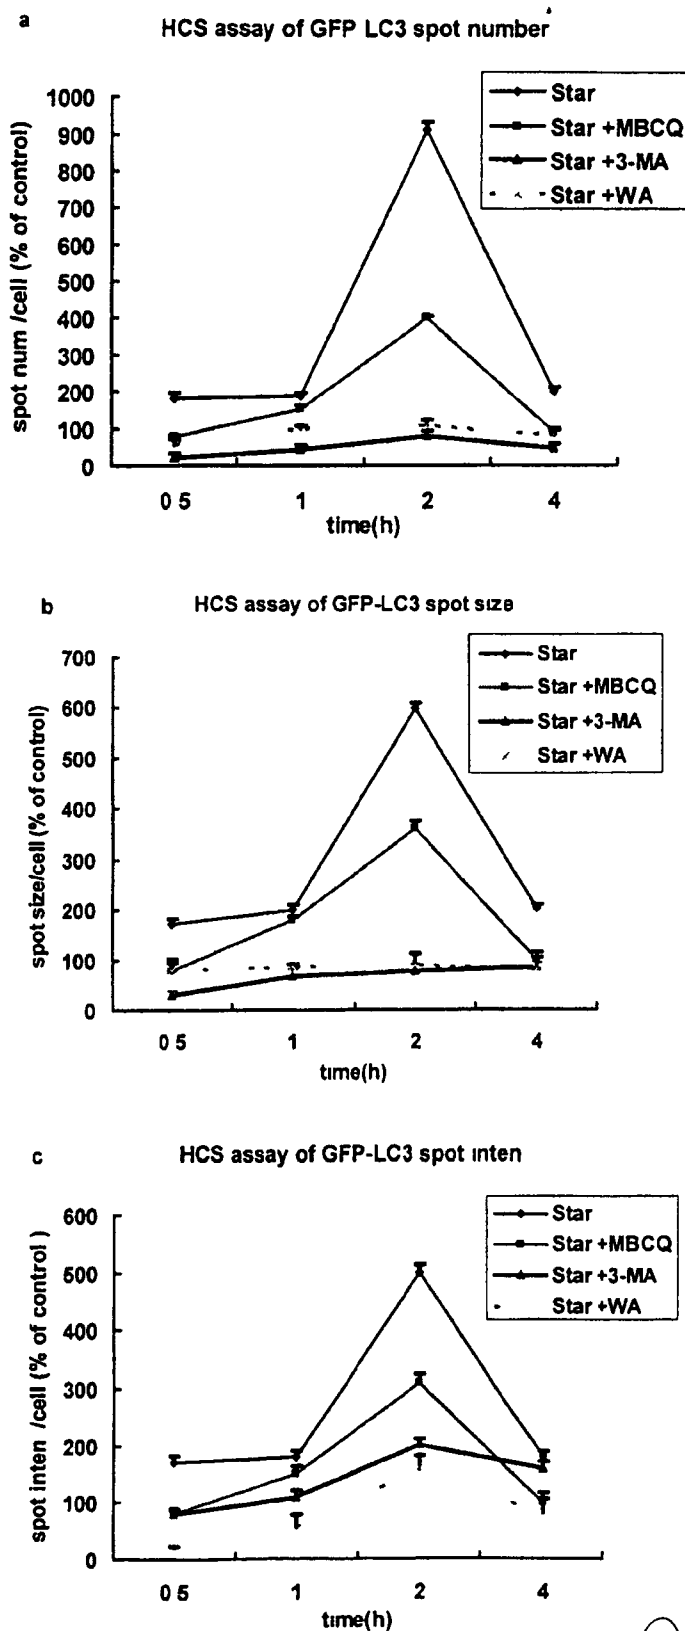 a
HCS assay of GFP LC3 spot number
spot num /cell (% of control)
1000
900
800
700
600
500
400
300
200
100
0
0 5
1
2
4
time(h)
Star
Star +MBCQ
Star +3-MA
Star +WA
b
HCS assay of GFP-LC3 spot size
spot size/cell (% of control)
700
600
500
400
300
200
100
0
0 5
1
2
4
time(h)
Star
Star +MBCQ
Star +3-MA
Star +WA
c
HCS assay of GFP-LC3 spot inten
spot inten /cell (% of control )
600
500
400
300
200
100
0
0 5
1
2
4
time(h)
Star
Star +MBCQ
Star +3-MA
Star +WA